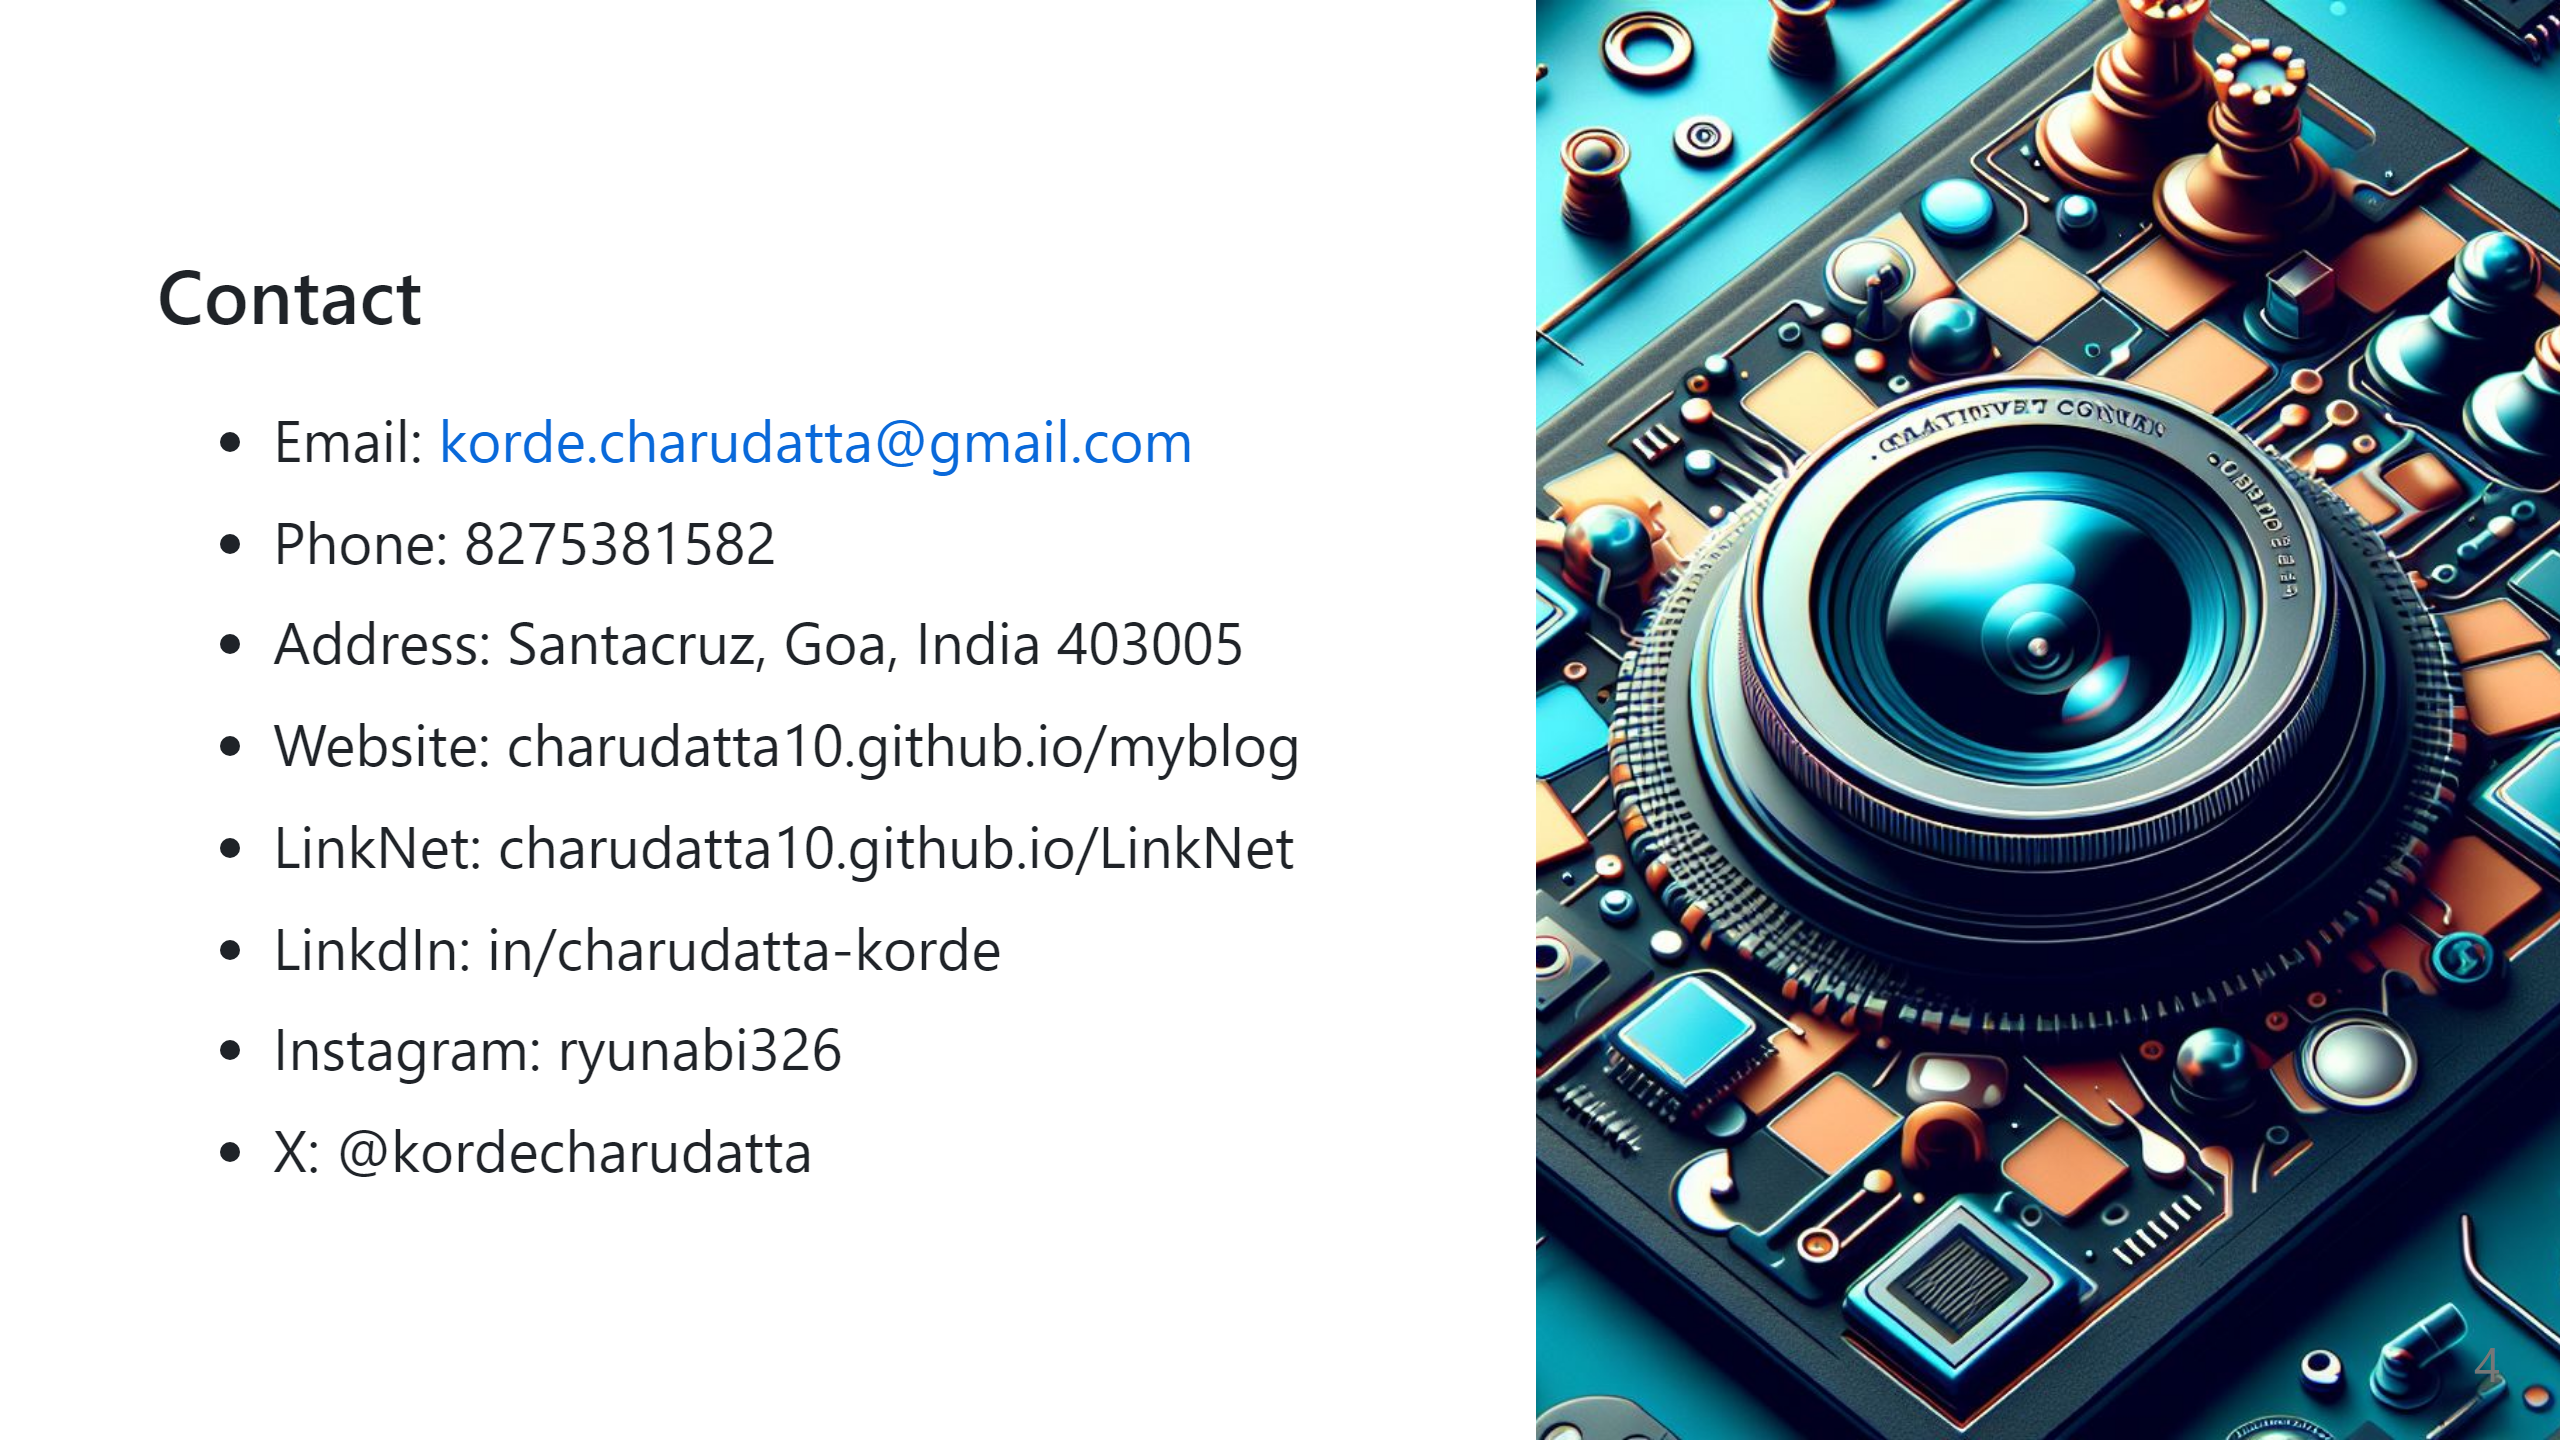 Contact
Email: korde.charudatta@gmail.com
Phone: 8275381582
Address: Santacruz, Goa, India 403005
Website: charudatta10.github.io/myblog
LinkNet: charudatta10.github.io/LinkNet
LinkdIn: in/charudatta-korde
Instagram: ryunabi326
X: @kordecharudatta
4